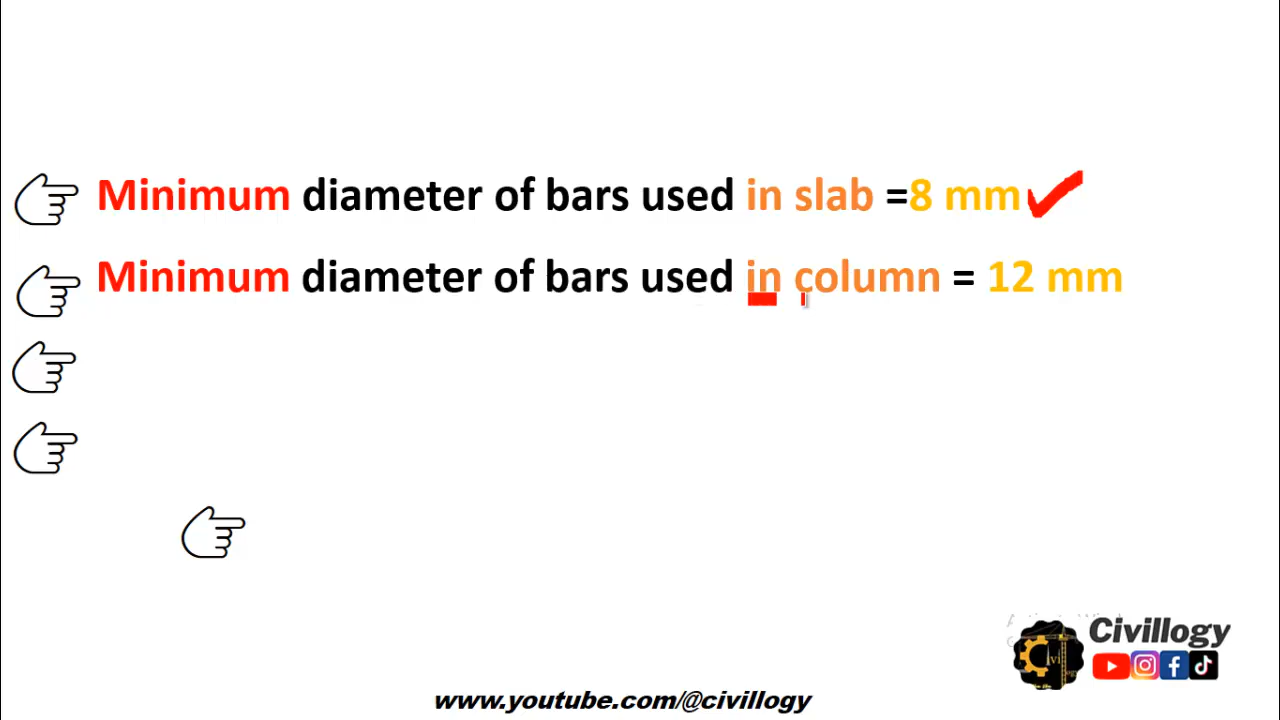 Minimum diameter of bars used in slab =8 mm
Minimum diameter of bars used in column = 12 mm
Civillogy
www.youtube.com/@civillogy